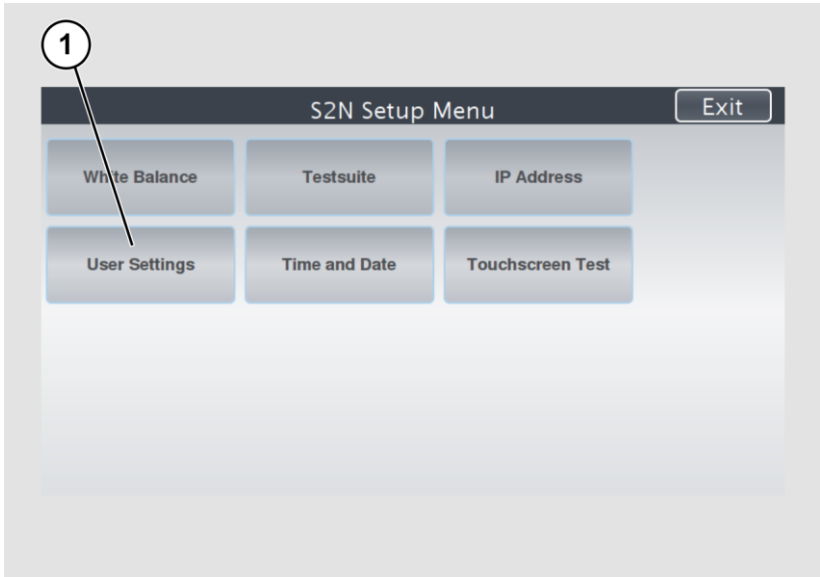 1
S2N Setup Menu
Exit
White Balance
Testsuite
IP Address
User Settings
Time and Date
Touchscreen Test